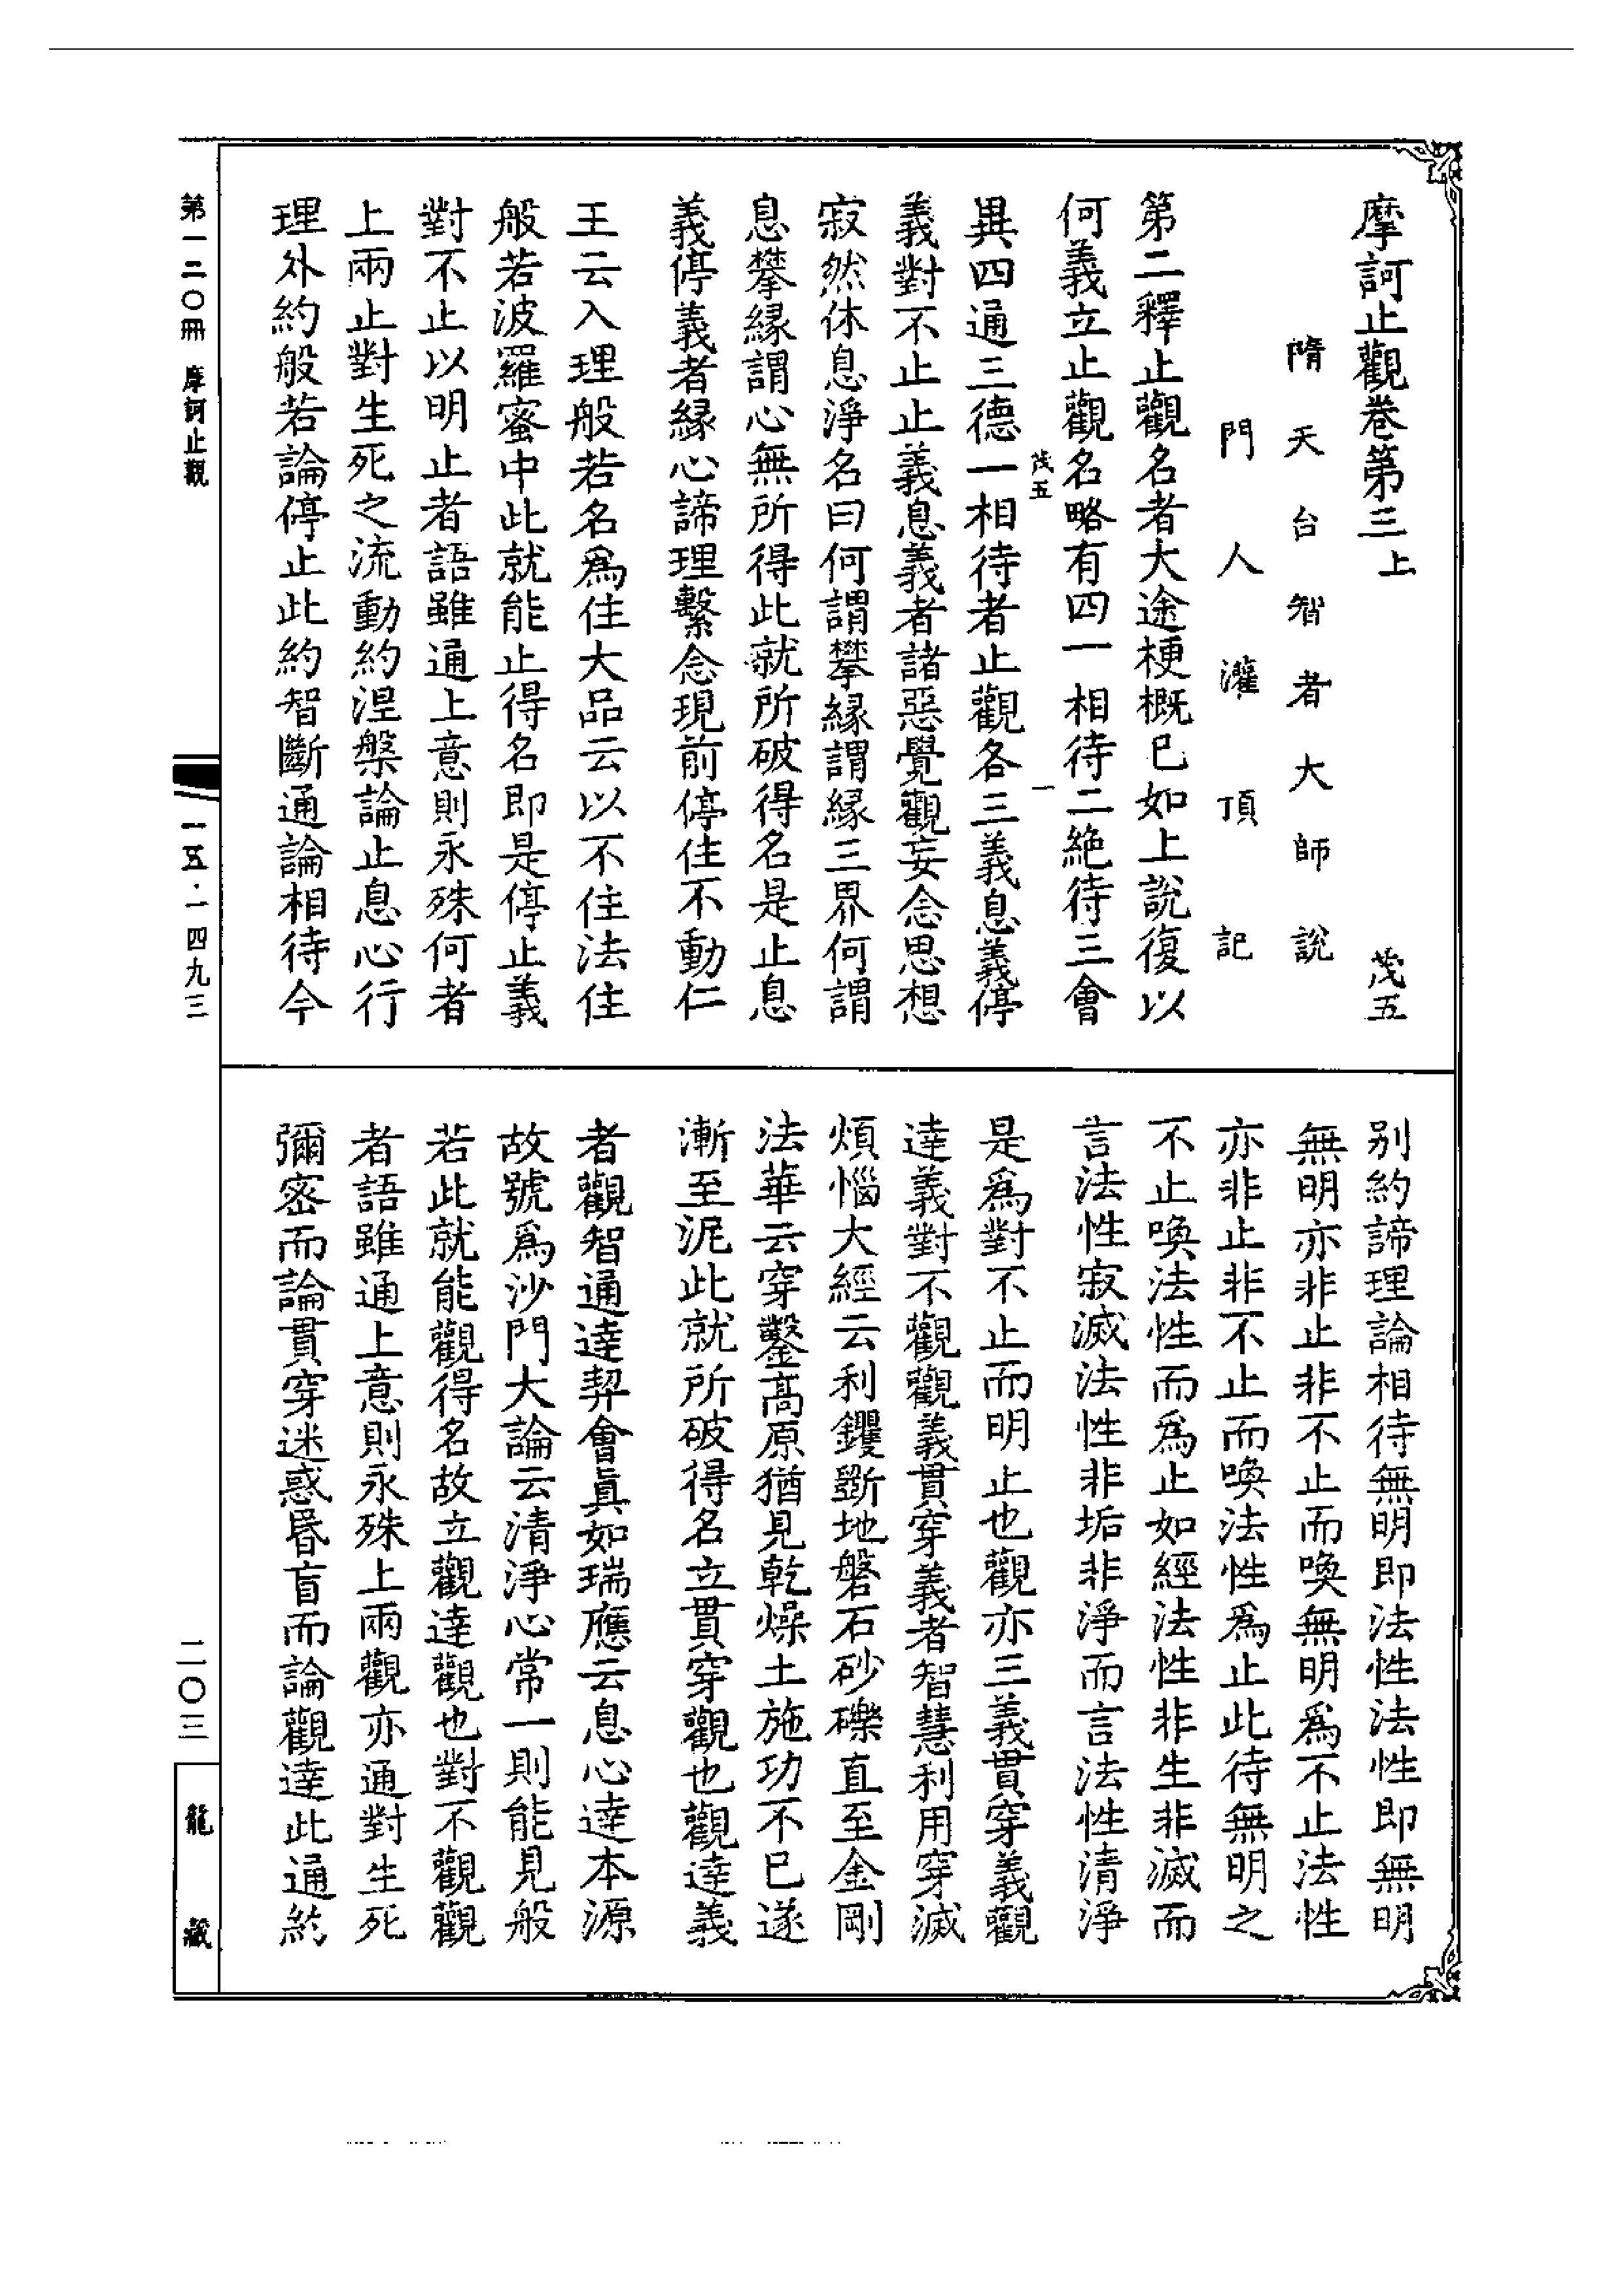 摩訶止觀卷第三上　茂五
隋天台智者大師說
門人灌頂記
第二釋止觀名者大途梗概已如上說復以
何義立止觀名略有四一相待二絕待三會
茂五　一
異四通三德一相待者止觀各三義息義停
義對不止止義息義者諸惡覺觀妄念思想
寂然休息淨名曰何謂攀緣謂緣三界何謂
息攀緣謂心無所得此就所破得名是止息
義停義者緣心諦理繫念現前停住不動仁
王云入理般若名爲住大品云以不住法住
般若波羅蜜中此就能止得名即是停止義
對不止以明止者語雖通上意則永殊何者
上兩止對生死之流動約涅槃論止息心行
理外約般若論停止此約智斷通論相待今
别約諦理論相待無明即法性法性即無明
無明亦非止非不止而喚無明爲不止法性
亦非止非不止而喚法性爲止此待無明之
不止喚法性而爲止如經法性非生非滅而
言法性寂滅法性非垢非淨而言法性清淨
是爲對不止而明止也觀亦三義貫穿義觀
達義對不觀觀義貫穿義者智慧利用穿滅
煩惱大經云利钁斲地磐石砂礫直至金剛
法華云穿鑿高原猶見乾燥土施功不已遂
漸至泥此就所破得名立貫穿觀也觀達義
者觀智通達契會眞如瑞應云息心達本源
故號爲沙門大論云清淨心常一則能見般
若此就能觀得名故立觀達觀也對不觀觀
者語雖通上意則永殊上兩觀亦通對生死
彌密而論貫穿迷惑昏盲而論觀達此通約
第一二〇冊　摩訶止觀
一五·一四九三
二〇三
龍藏